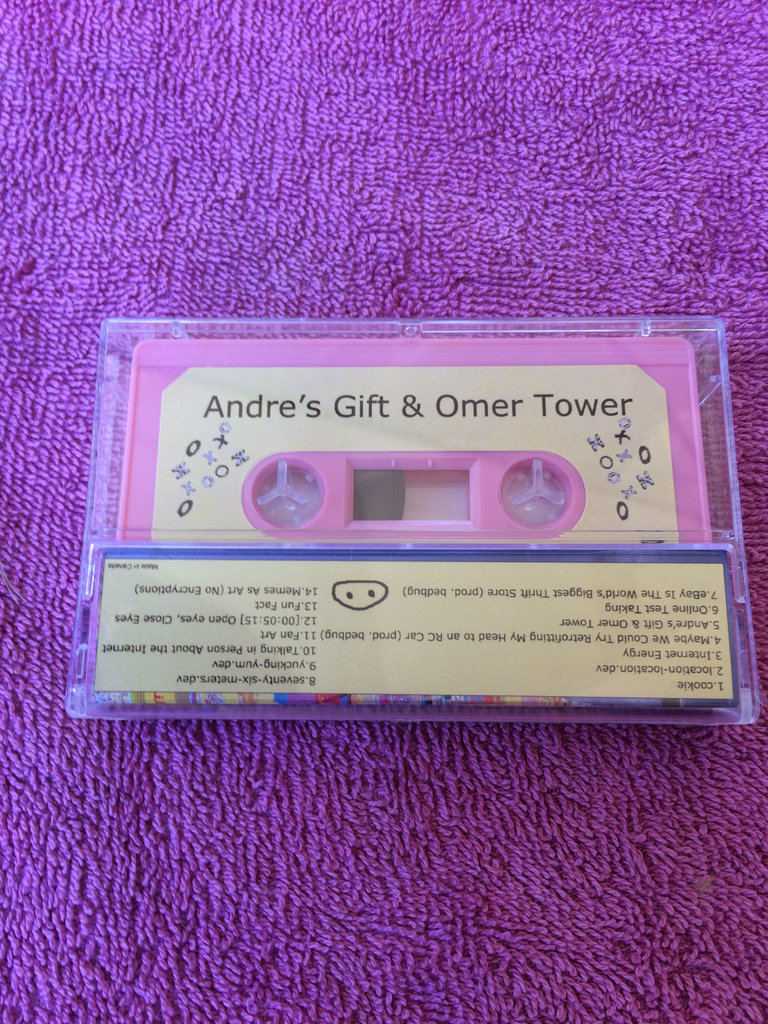 Andre's Gift & Omer Tower
1.cookie
2.location-location.dev
3.Internet Energy
4.Maybe We Could Try Retrofitting My Head to an RC Car (prod. bedbug)
5.Andre's Gift & Omer Tower
6.Online Test Taking
7.eBay Is The World's Biggest Thrift Store (prod. bedbug)
8.seventy-six-meters.dev
9.yucking-yum.dev
10.Talking in Person About the Internet
11.Fan Art
12.[00:05:15] Open eyes, Close Eyes
13.Fun Fact
14.Memes As Art (No Encryptions)
Made in Canada